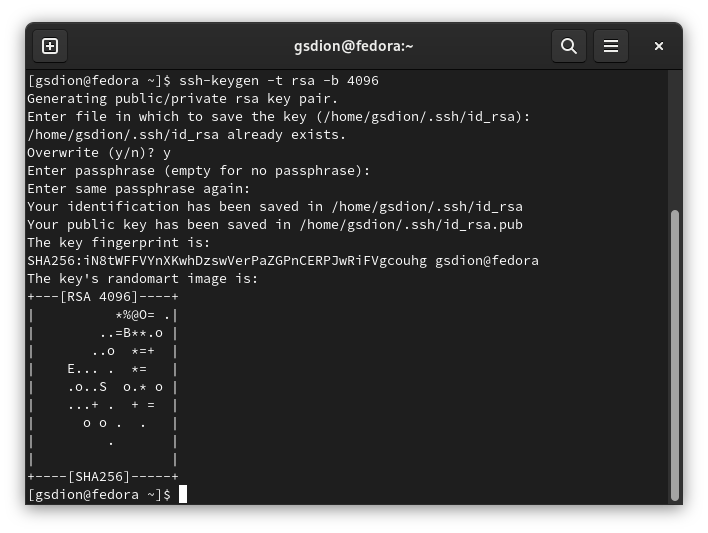 gsdion@fedora:~
[gsdion@fedora ~]$ ssh-keygen -t rsa -b 4096
Generating public/private rsa key pair.
Enter file in which to save the key (/home/gsdion/.ssh/id_rsa):
/home/gsdion/.ssh/id_rsa already exists.
Overwrite (y/n)? y
Enter passphrase (empty for no passphrase):
Enter same passphrase again:
Your identification has been saved in /home/gsdion/.ssh/id_rsa
Your public key has been saved in /home/gsdion/.ssh/id_rsa.pub
The key fingerprint is:
SHA256:iN8tWFFVYnXKwhDzswVerPaZGPnCERPJwRiFVgcouhg gsdion@fedora
The key's randomart image is:
+---[RSA 4096]----+
|          *%@O= .|
|        ..=B**.o |
|       ..o  *=+  |
|    E... .  *=   |
|    .o..S  o.* o |
|    ...+ .  + =  |
|      o o .  .   |
|         .       |
|                 |
+----[SHA256]-----+
[gsdion@fedora ~]$